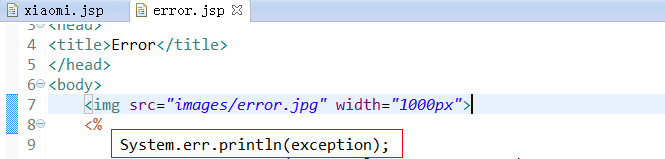 xiaomi.jsp error.jsp
3 <head>
4 <title>Error</title>
5 </head>
6 <body>
7 <img src="images/error.jpg" width="1000px">
8 <%
9 System.err.println(exception);